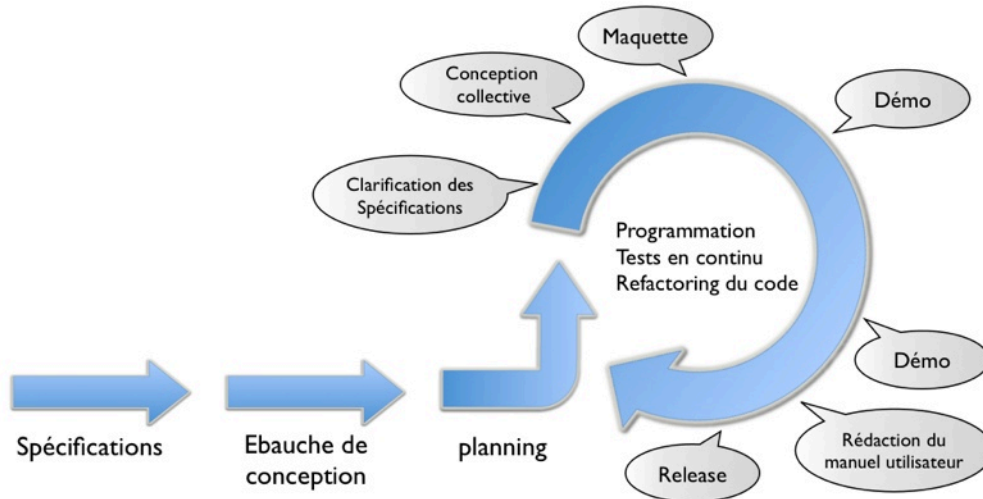 Maquette
Conception
collective
Démo
Clarification des
Spécifications
Programmation
Tests en continu
Refactoring du code
Démo
Spécifications
Ebauche de
conception
planning
Rédaction du
manuel utilisateur
Release